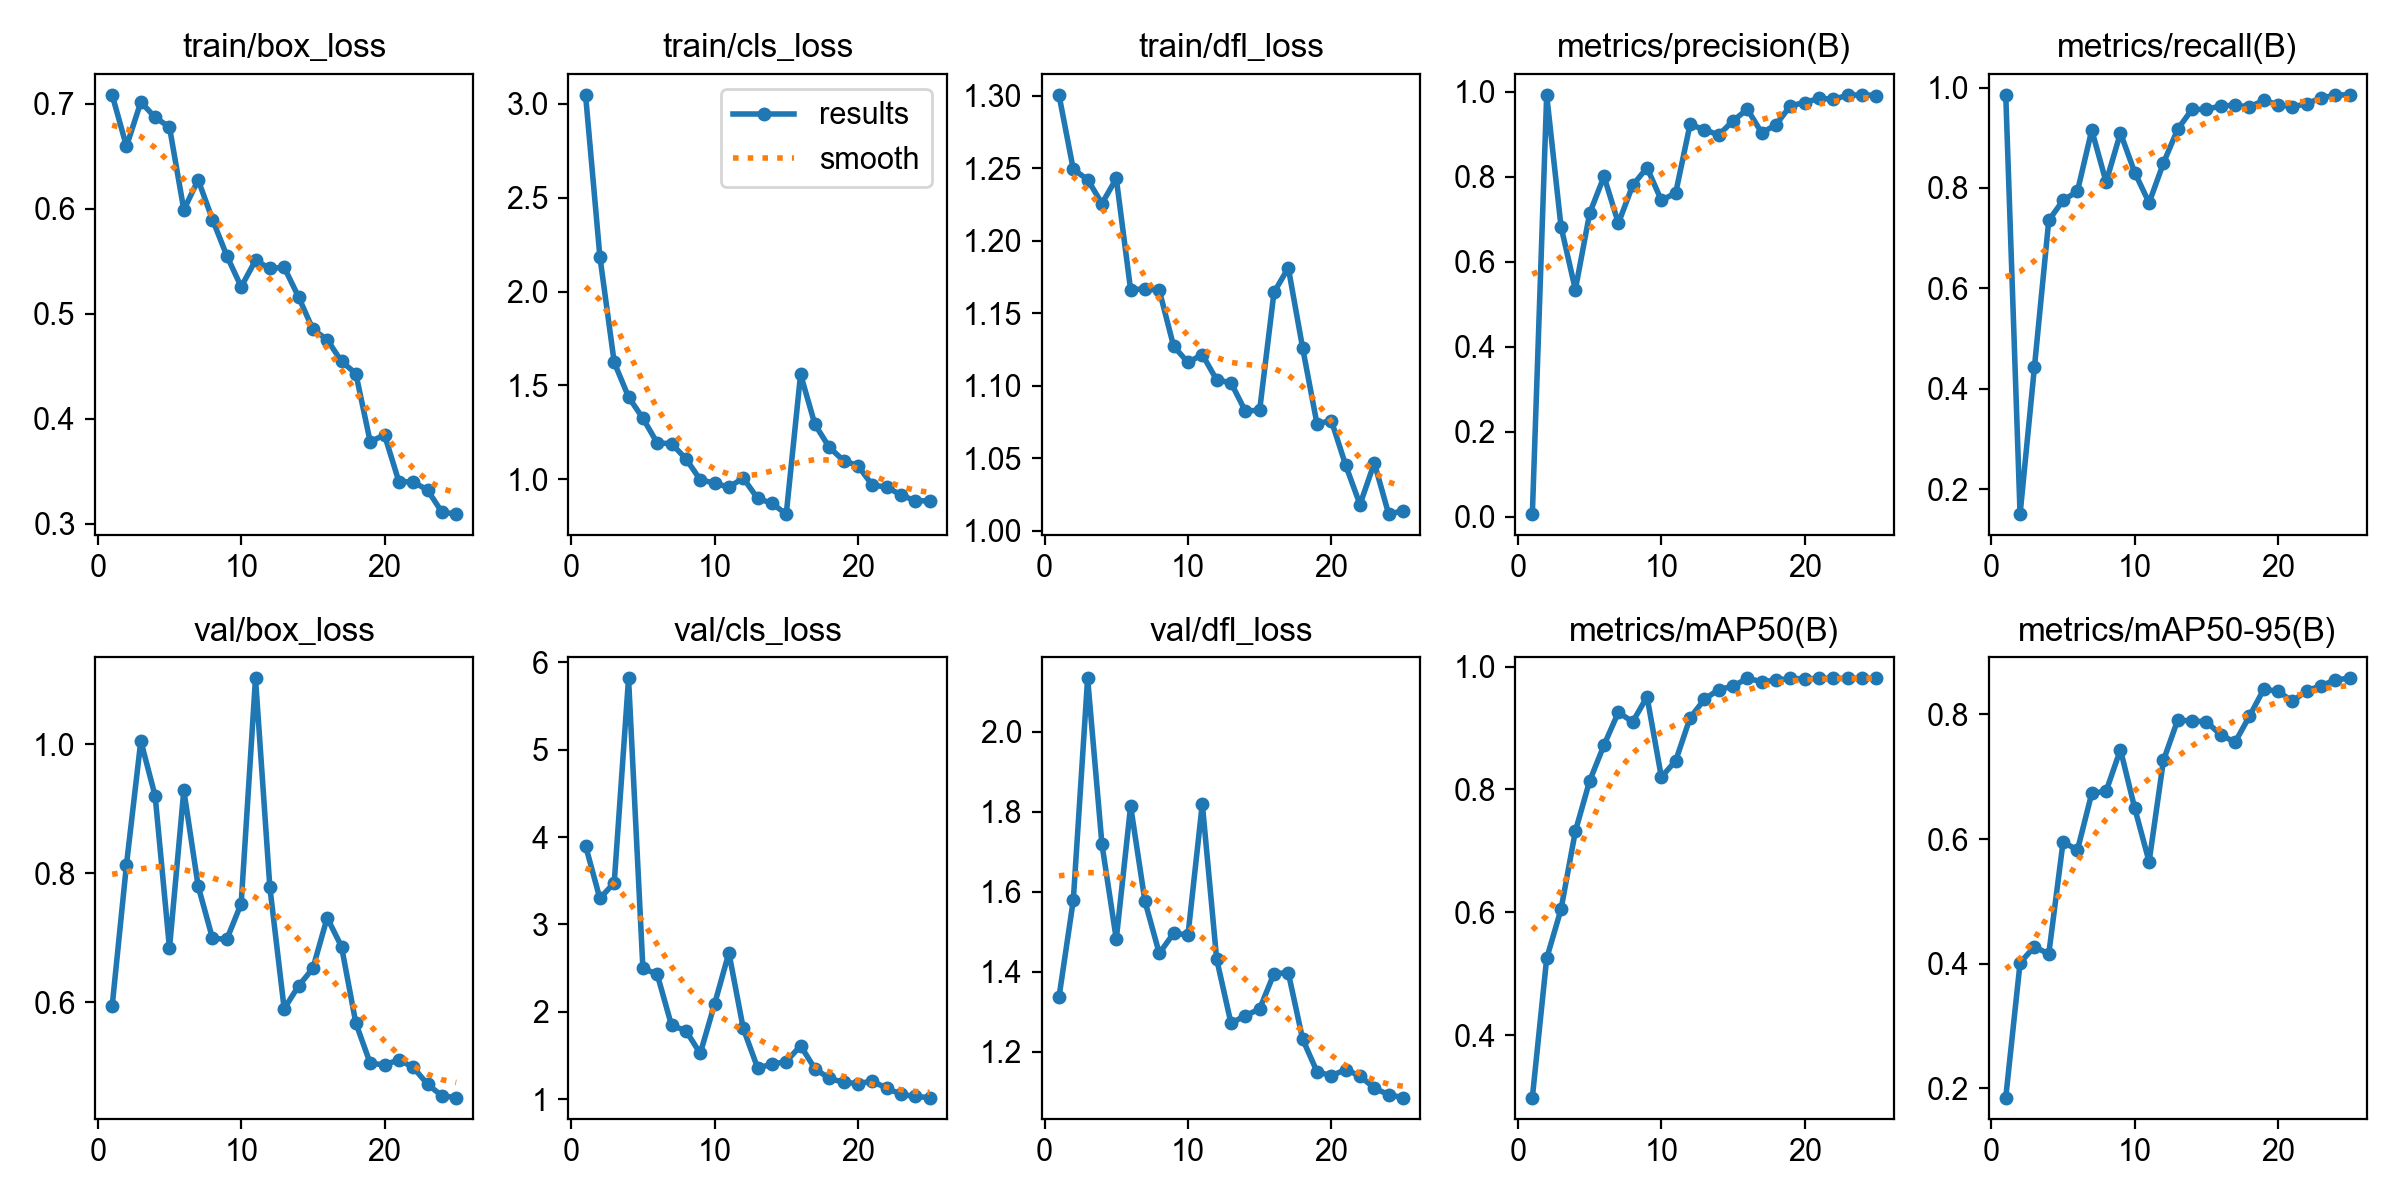 train/box_loss
train/cls_loss
train/dfl_loss
metrics/precision(B)
metrics/recall(B)
0.7
0.6
0.5
0.4
0.3
0 10 20
3.0
2.5
2.0
1.5
1.0
0 10 20
results
smooth
1.30
1.25
1.20
1.15
1.10
1.05
1.00
0 10 20
1.0
0.8
0.6
0.4
0.2
0.0
0 10 20
1.0
0.8
0.6
0.4
0.2
0 10 20
val/box_loss
val/cls_loss
val/dfl_loss
metrics/mAP50(B)
metrics/mAP50-95(B)
1.0
0.8
0.6
0 10 20
6
5
4
3
2
1
0 10 20
2.0
1.8
1.6
1.4
1.2
0 10 20
1.0
0.8
0.6
0.4
0 10 20
0.8
0.6
0.4
0.2
0 10 20